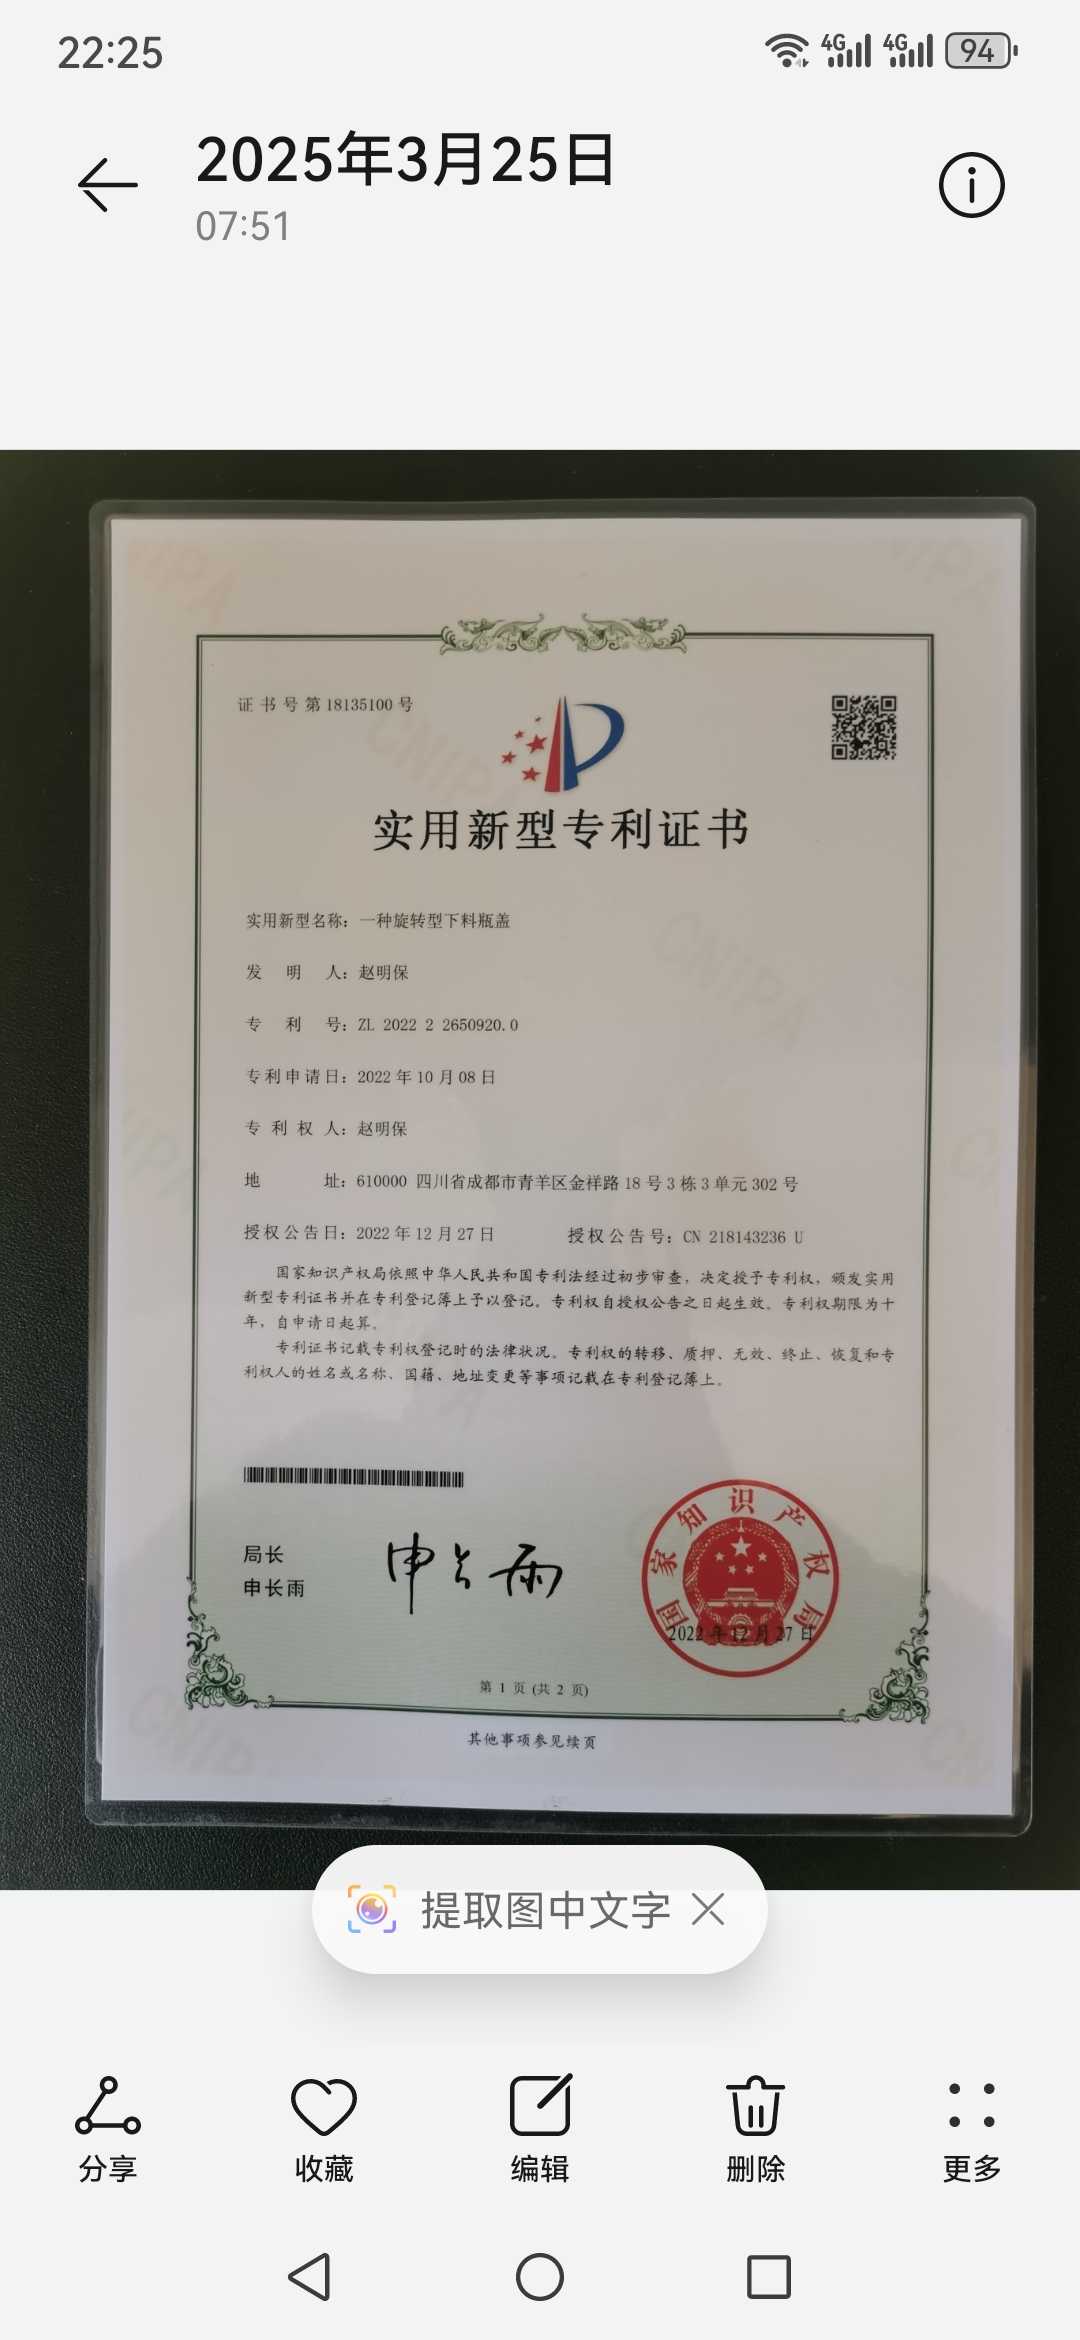 22:25
4G 4G 94
2025年3月25日
07:51
证书号第18135100号
实用新型专利证书
实用新型名称：一种旋转型下料瓶盖
发明人：赵明保
专利号：ZL 2022 2 2650920.0
专利申请日：2022年10月08日
专利权人：赵明保
地址：610000 四川省成都市青羊区金祥路18号3栋3单元302号
授权公告日：2022年12月27日 授权公告号：CN 218143236 U
国家知识产权局依照中华人民共和国专利法经过初步审查，决定授予专利权，颁发实用
新型专利证书并在专利登记簿上予以登记。专利权自授权公告之日起生效。专利权期限为十
年，自申请日起算。
专利证书记载专利权登记时的法律状况。专利权的转移、质押、无效、终止、恢复和专
利权人的姓名或名称、国籍、地址变更等事项记载在专利登记簿上。
局长
申长雨
申长雨
国家知识产权局
2022年12月27日
第 1 页 (共 2 页)
其他事项参见续页
CNIPA
提取图中文字
分享 收藏 编辑 删除 更多